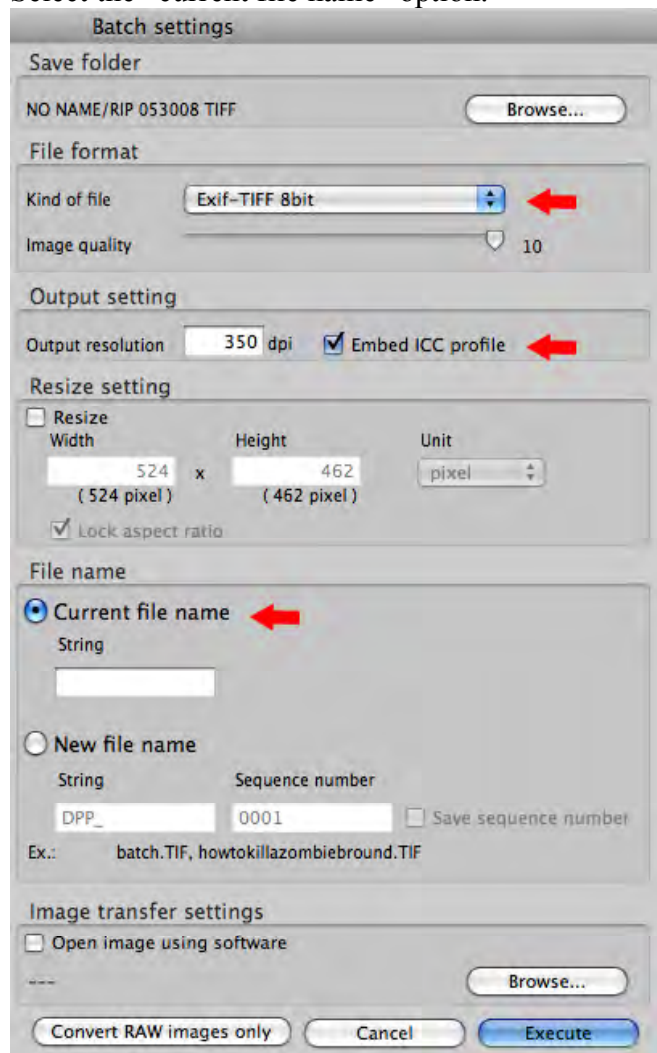 Select the "current file name" option.
Batch settings
Save folder
NO NAME/RIP 053008 TIFF Browse...
File format
Kind of file Exif-TIFF 8bit
Image quality 10
Output setting
Output resolution 350 dpi Embed ICC profile
Resize setting
Resize
Width Height Unit
524 x 462 pixel
( 524 pixel ) ( 462 pixel )
Lock aspect ratio
File name
Current file name
String
New file name
String Sequence number
DPP_ 0001 Save sequence number
Ex.: batch.TIF, howtokillazombiebround.TIF
Image transfer settings
Open image using software
--- Browse...
Convert RAW images only Cancel Execute